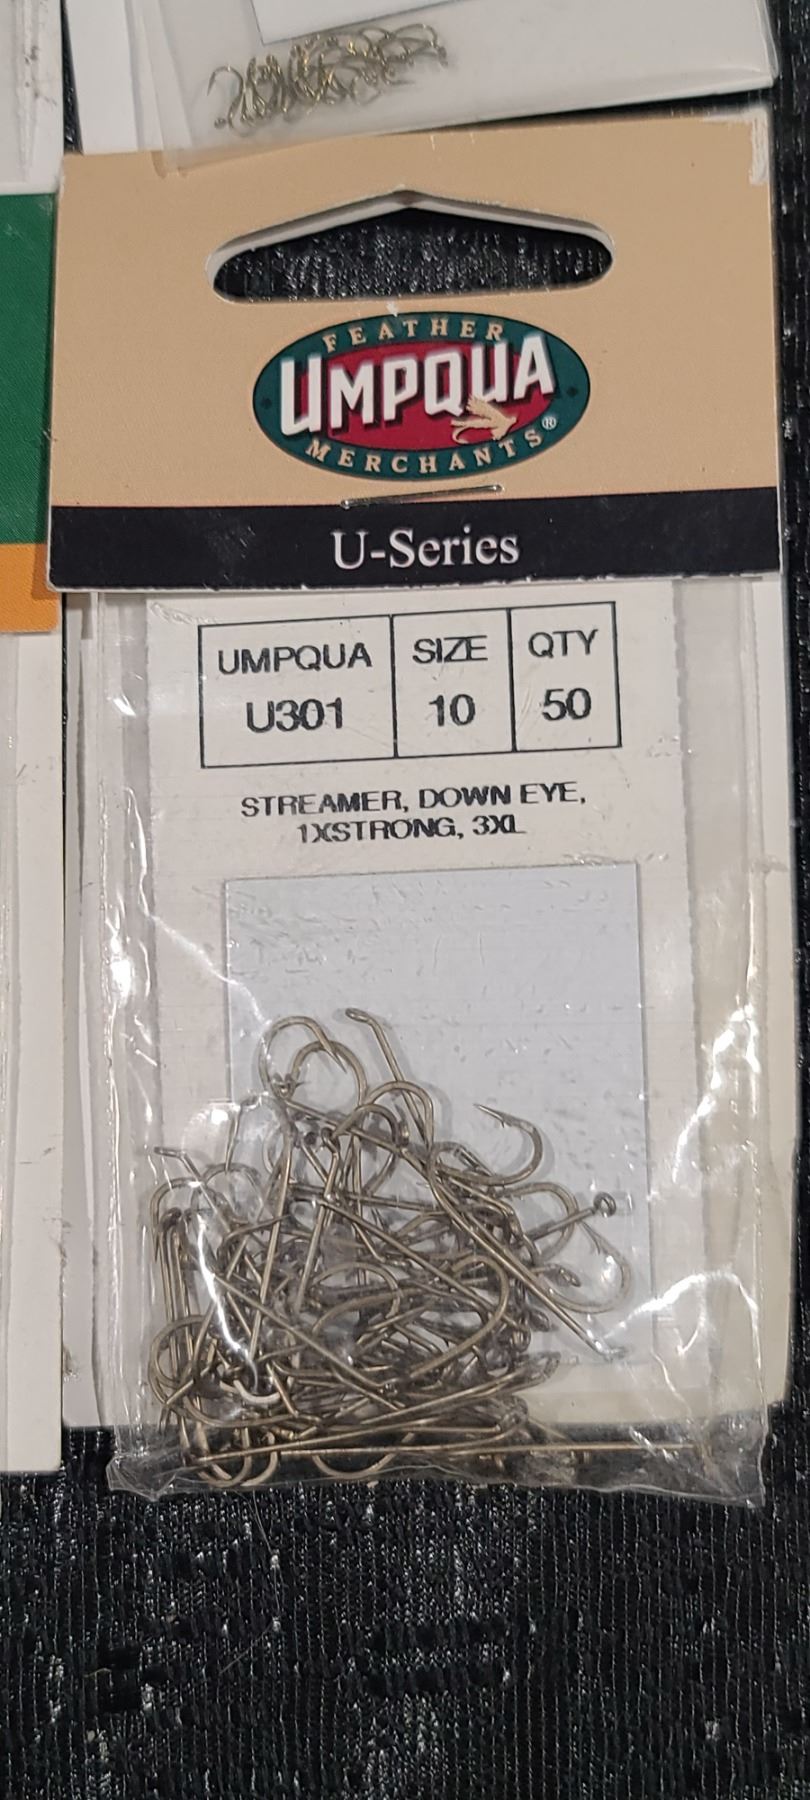 FEATHER
UMPQUA
MERCHANTS®
U-Series
UMPQUA SIZE QTY
U301 10 50
STREAMER, DOWN EYE,
1XSTRONG, 3XL